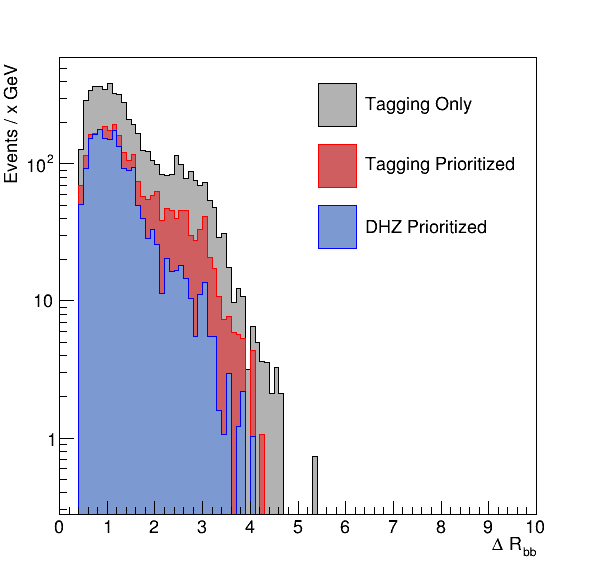 Events / x GeV
Tagging Only
Tagging Prioritized
DHZ Prioritized
10²
10
1
0 1 2 3 4 5 6 7 8 9 10
Δ R_bb